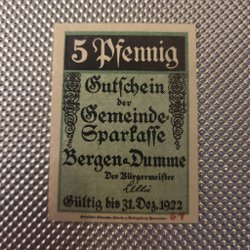 5 Pfennig
Gutschein
der
Gemeinde-
Sparkasse
Bergen-Dumme
Der Bürgermeister
Gültig bis 31. Dez. 1922